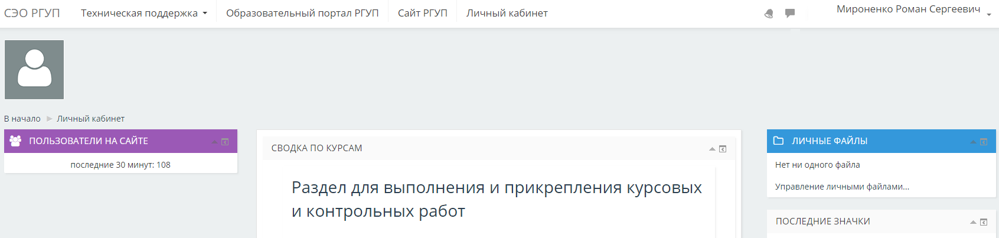 СЭО РГУП Техническая поддержка Образовательный портал РГУП Сайт РГУП Личный кабинет Мироненко Роман Сергеевич
В начало Личный кабинет
ПОЛЬЗОВАТЕЛИ НА САЙТЕ
последние 30 минут: 108
СВОДКА ПО КУРСАМ
Раздел для выполнения и прикрепления курсовых
и контрольных работ
ЛИЧНЫЕ ФАЙЛЫ
Нет ни одного файла
Управление личными файлами...
ПОСЛЕДНИЕ ЗНАЧКИ